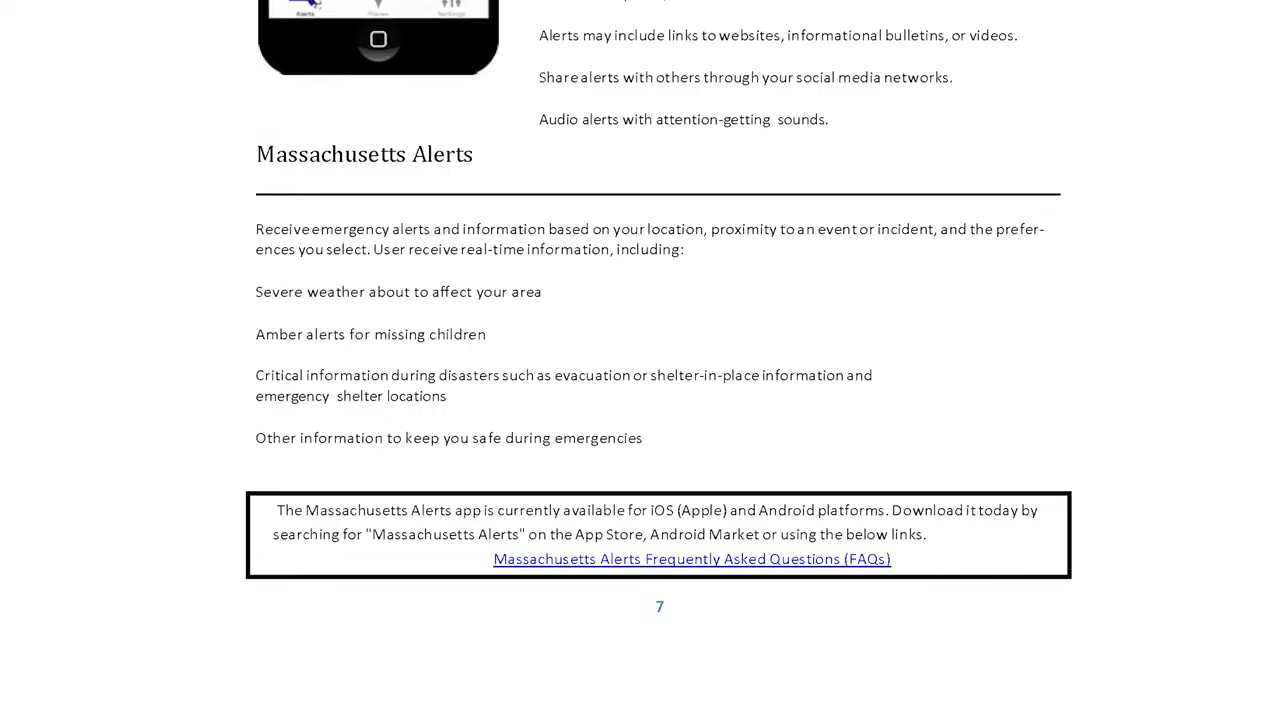 Alerts
Alerts may include links to websites, informational bulletins, or videos.
Share alerts with others through your social media networks.
Audio alerts with attention-getting sounds.
Massachusetts Alerts
Receive emergency alerts and information based on your location, proximity to an event or incident, and the prefer-
ences you select. User receive real-time information, including:
Severe weather about to affect your area
Amber alerts for missing children
Critical information during disasters such as evacuation or shelter-in-place information and
emergency shelter locations
Other information to keep you safe during emergencies
The Massachusetts Alerts app is currently available for iOS (Apple) and Android platforms. Download it today by
searching for "Massachusetts Alerts" on the App Store, Android Market or using the below links.
Massachusetts Alerts Frequently Asked Questions (FAQs)
7